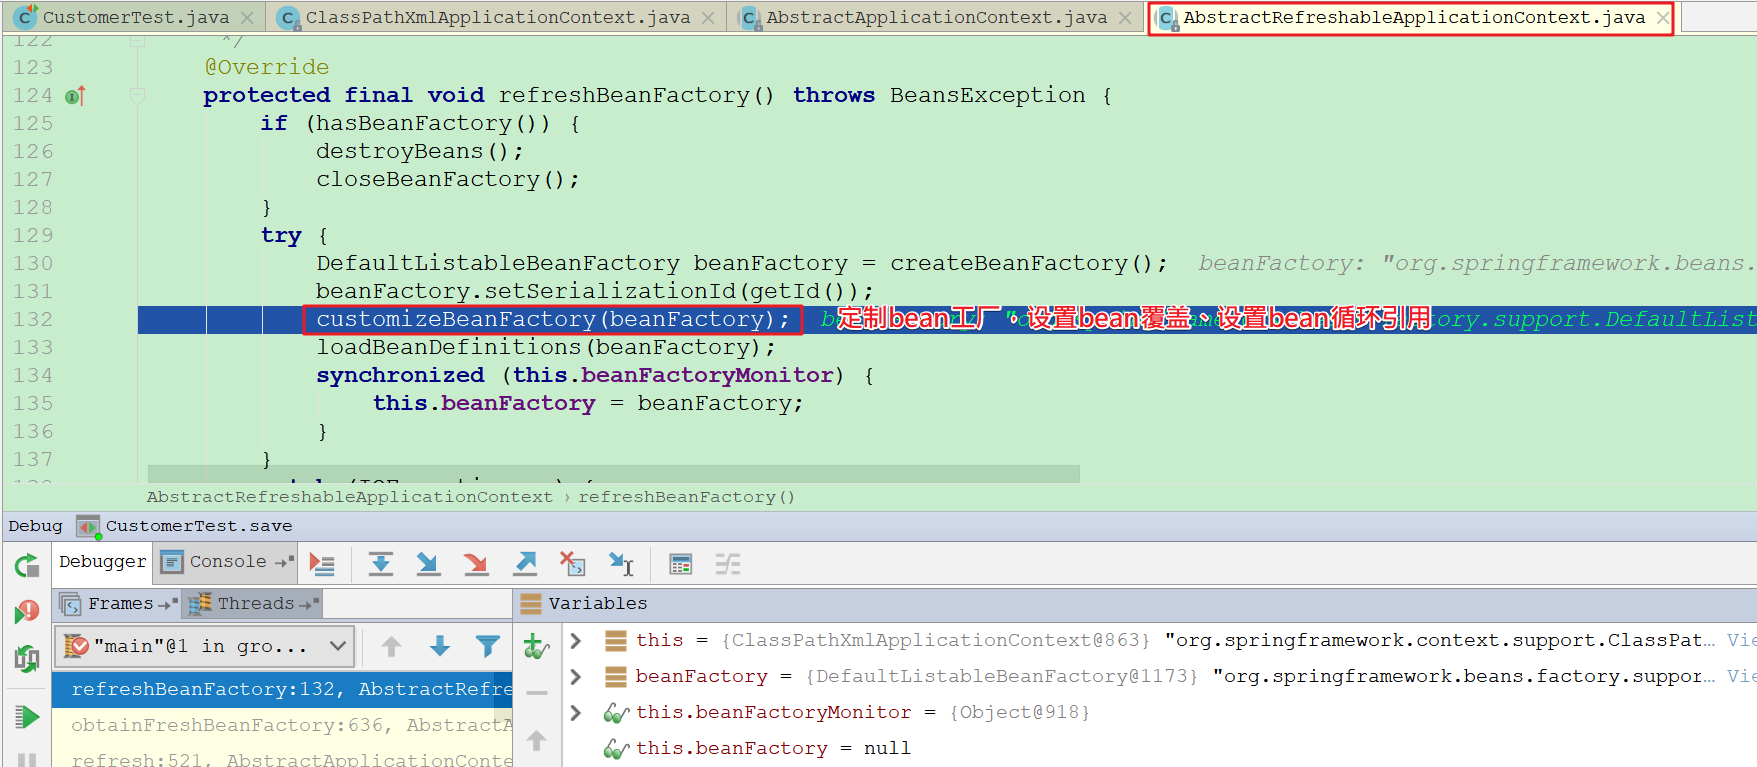 CustomerTest.java ClassPathXmlApplicationContext.java AbstractApplicationContext.java AbstractRefreshableApplicationContext.java
122 */
123 @Override
124 protected final void refreshBeanFactory() throws BeansException {
125 if (hasBeanFactory()) {
126 destroyBeans();
127 closeBeanFactory();
128 }
129 try {
130 DefaultListableBeanFactory beanFactory = createBeanFactory(); beanFactory: "org.springframework.beans.
131 beanFactory.setSerializationId(getId());
132 customizeBeanFactory(beanFactory); 定制bean工厂，设置bean覆盖、设置bean循环引用 tory.support.DefaultList
133 loadBeanDefinitions(beanFactory);
134 synchronized (this.beanFactoryMonitor) {
135 this.beanFactory = beanFactory;
136 }
137 }
AbstractRefreshableApplicationContext › refreshBeanFactory()
Debug CustomerTest.save
Debugger Console
Frames Threads Variables
"main"@1 in gro...
this = {ClassPathXmlApplicationContext@863} "org.springframework.context.support.ClassPat... Vie
refreshBeanFactory:132, AbstractRefre
beanFactory = {DefaultListableBeanFactory@1173} "org.springframework.beans.factory.suppor... Vie
obtainFreshBeanFactory:636, AbstractA
this.beanFactoryMonitor = {Object@918}
refresh:521, AbstractApplicationConte
this.beanFactory = null